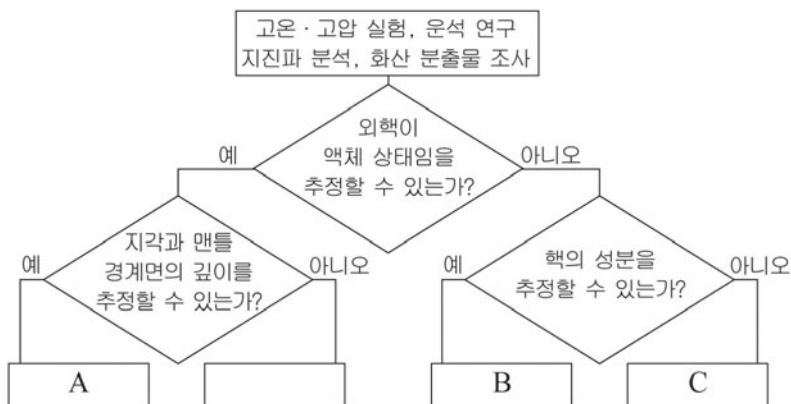 고온 · 고압 실험, 운석 연구
지진파 분석, 화산 분출물 조사
외핵이
액체 상태임을
추정할 수 있는가?
예
아니오
지각과 맨틀
경계면의 깊이를
추정할 수 있는가?
예
아니오
핵의 성분을
추정할 수 있는가?
예
아니오
A
B
C